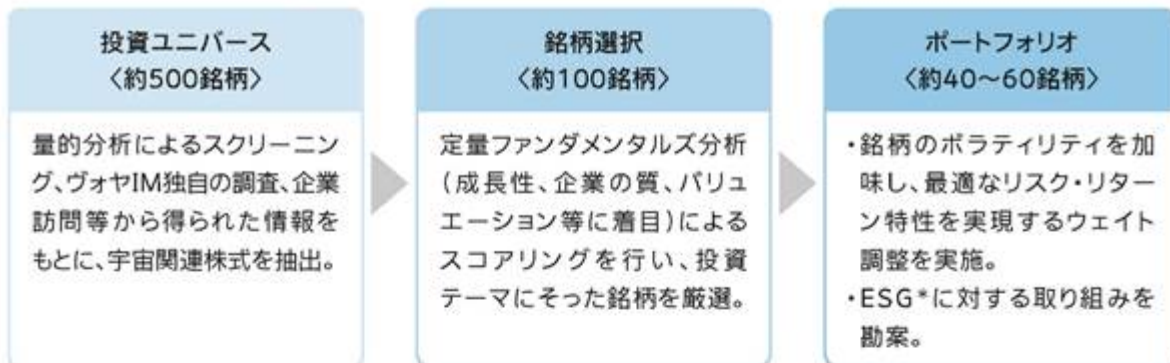 投資ユニバース
〈約500銘柄〉
量的分析によるスクリーニン
グ、ヴォヤIM独自の調査、企業
訪問等から得られた情報を
もとに、宇宙関連株式を抽出。
銘柄選択
〈約100銘柄〉
定量ファンダメンタルズ分析
(成長性、企業の質、バリュ
エーション等に着目)による
スコアリングを行い、投資
テーマにそった銘柄を厳選。
ポートフォリオ
〈約40～60銘柄〉
・銘柄のボラティリティを加
味し、最適なリスク・リター
ン特性を実現するウェイト
調整を実施。
・ESG*に対する取り組みを
勘案。